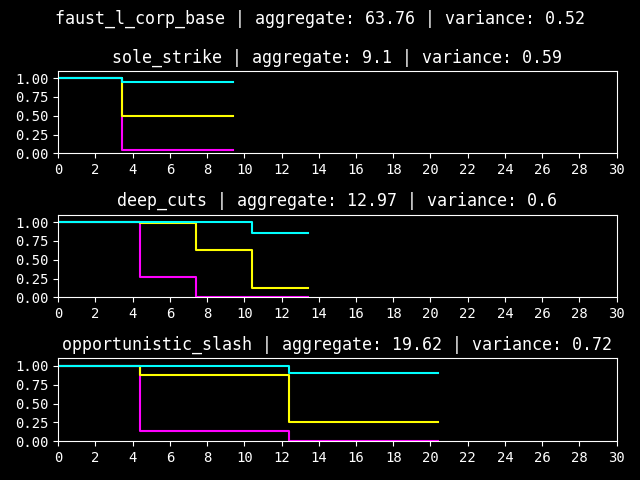 faust_l_corp_base | aggregate: 63.76 | variance: 0.52
sole_strike | aggregate: 9.1 | variance: 0.59
1.00
0.75
0.50
0.25
0.00
0 2 4 6 8 10 12 14 16 18 20 22 24 26 28 30
deep_cuts | aggregate: 12.97 | variance: 0.6
1.00
0.75
0.50
0.25
0.00
0 2 4 6 8 10 12 14 16 18 20 22 24 26 28 30
opportunistic_slash | aggregate: 19.62 | variance: 0.72
1.00
0.75
0.50
0.25
0.00
0 2 4 6 8 10 12 14 16 18 20 22 24 26 28 30